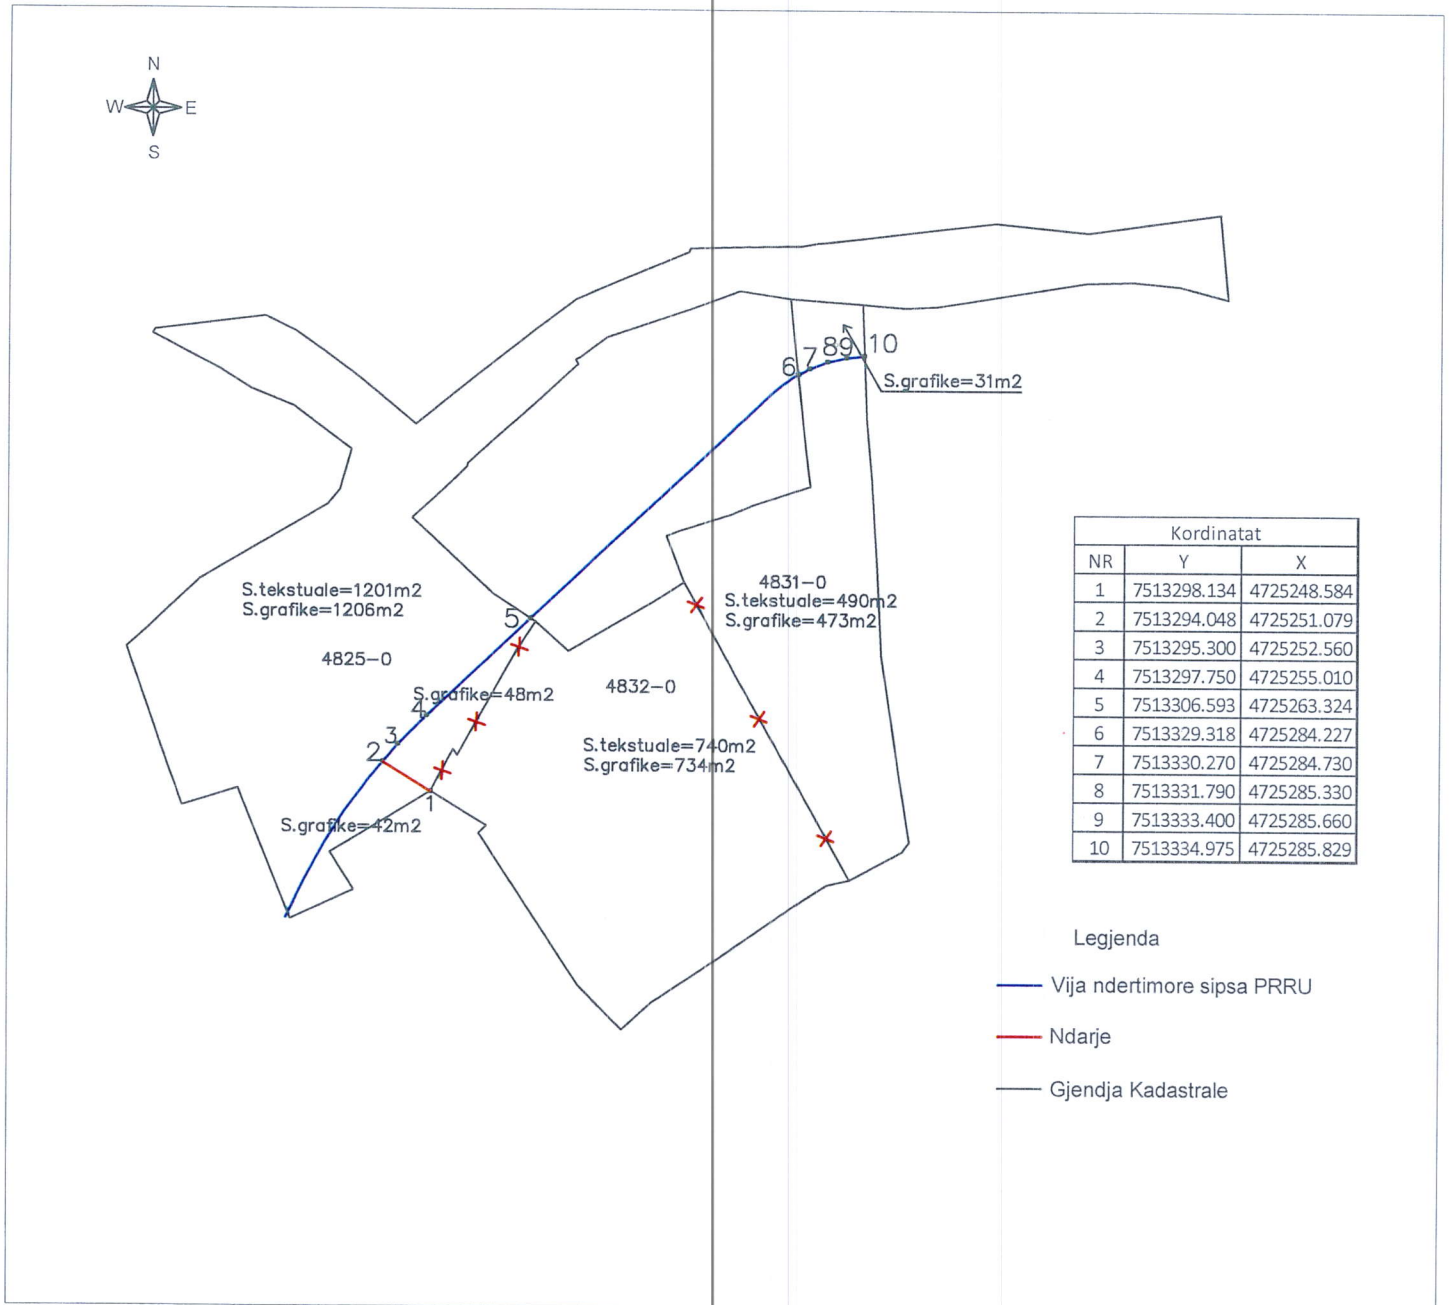 N
W E
S
6 7 8 9 10
S.grafike=31m2
S.tekstuale=1201m2
S.grafike=1206m2
4831-0
S.tekstuale=490m2
S.grafike=473m2
5
4825-0
4832-0
S.grafike=48m2
4
3
2
S.tekstuale=740m2
S.grafike=734m2
1
S.grafike=42m2
Kordinatat
NR Y X
1 7513298.134 4725248.584
2 7513294.048 4725251.079
3 7513295.300 4725252.560
4 7513297.750 4725255.010
5 7513306.593 4725263.324
6 7513329.318 4725284.227
7 7513330.270 4725284.730
8 7513331.790 4725285.330
9 7513333.400 4725285.660
10 7513334.975 4725285.829
Legjenda
Vija ndertimore sipsa PRRU
Ndarje
Gjendja Kadastrale